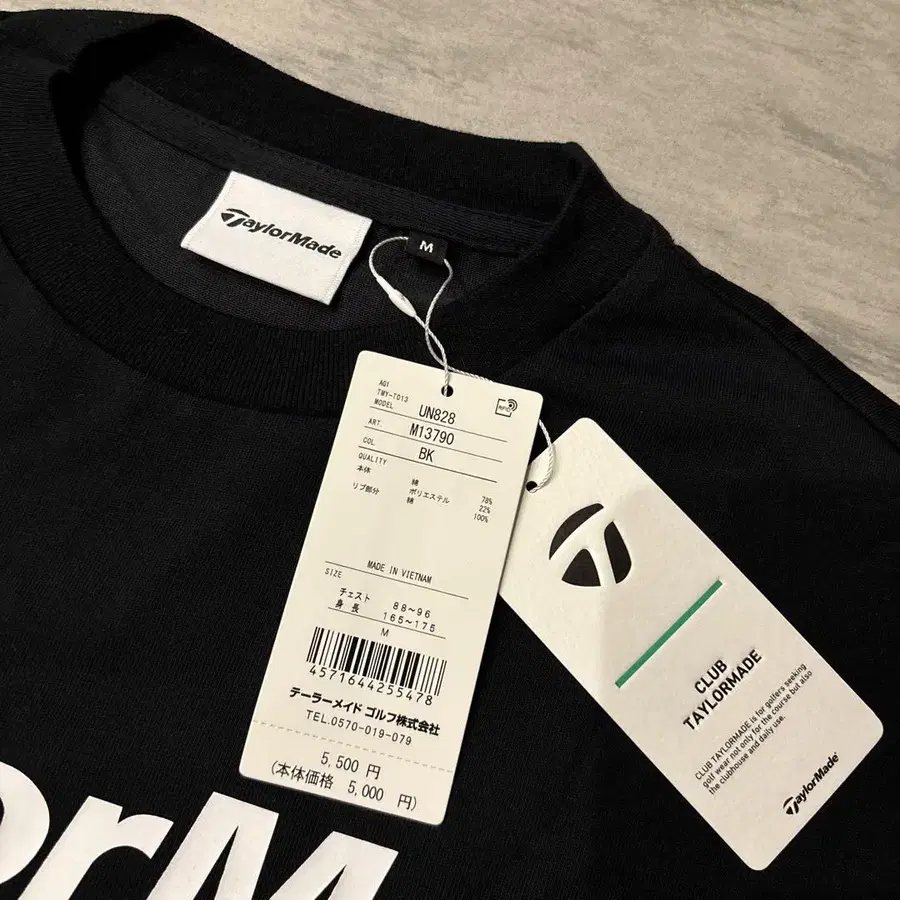 TaylorMade
M
AG1
TMY-T013
MODEL UN828
RFID
ART. M13790
COL. BK
QUALITY
本体 綿 78%
ポリエステル 22%
リブ部分 綿 100%
MADE IN VIETNAM
SIZE
チェスト 88~96
身長 165~175
M
4571644255478
テーラーメイド ゴルフ株式会社
TEL.0570-019-079
5,500 円
(本体価格 5,000 円)
CLUB
TAYLORMADE
CLUB TAYLORMADE is for golfers seeking
golf wear not only for the course but also
the clubhouse and daily use.
TaylorMade
erM